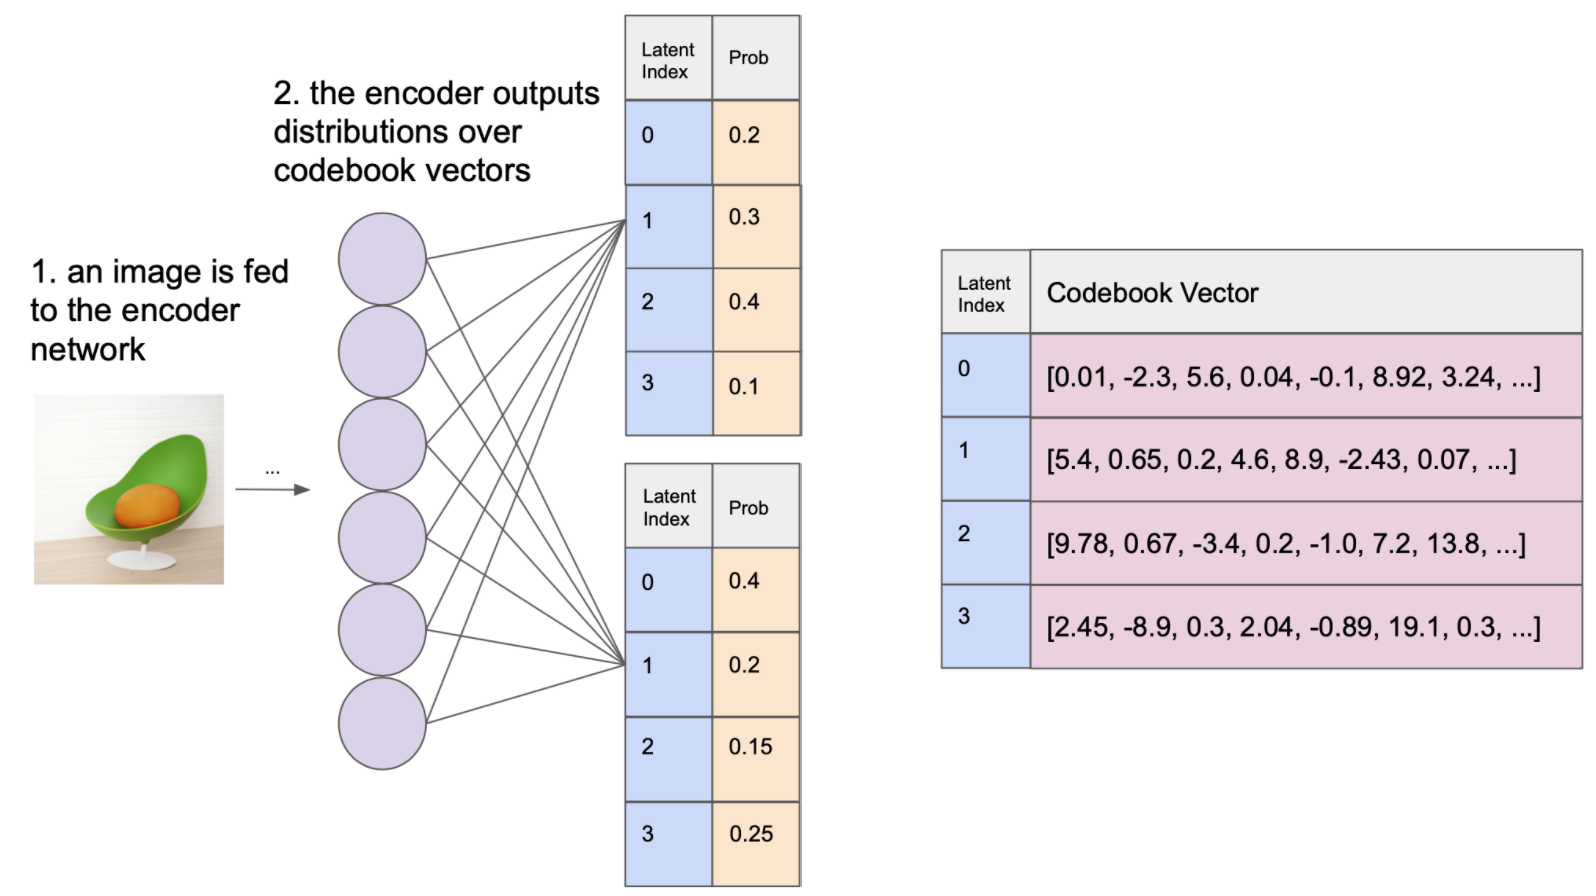 1. an image is fed
to the encoder
network
...
2. the encoder outputs
distributions over
codebook vectors
Latent Index Prob
0 0.2
1 0.3
2 0.4
3 0.1
Latent Index Prob
0 0.4
1 0.2
2 0.15
3 0.25
Latent Index Codebook Vector
0 [0.01, -2.3, 5.6, 0.04, -0.1, 8.92, 3.24, ...]
1 [5.4, 0.65, 0.2, 4.6, 8.9, -2.43, 0.07, ...]
2 [9.78, 0.67, -3.4, 0.2, -1.0, 7.2, 13.8, ...]
3 [2.45, -8.9, 0.3, 2.04, -0.89, 19.1, 0.3, ...]